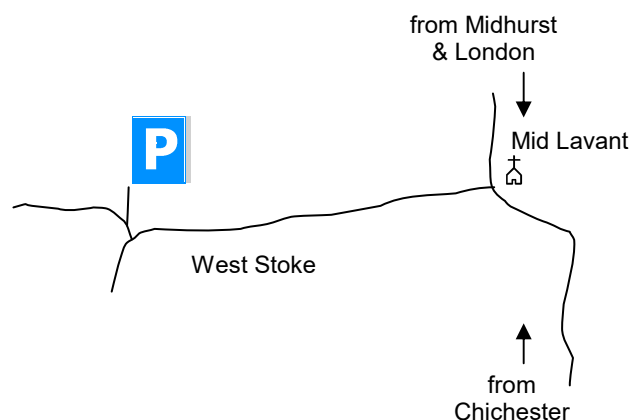 from Midhurst
& London
Mid Lavant
P
West Stoke
from
Chichester